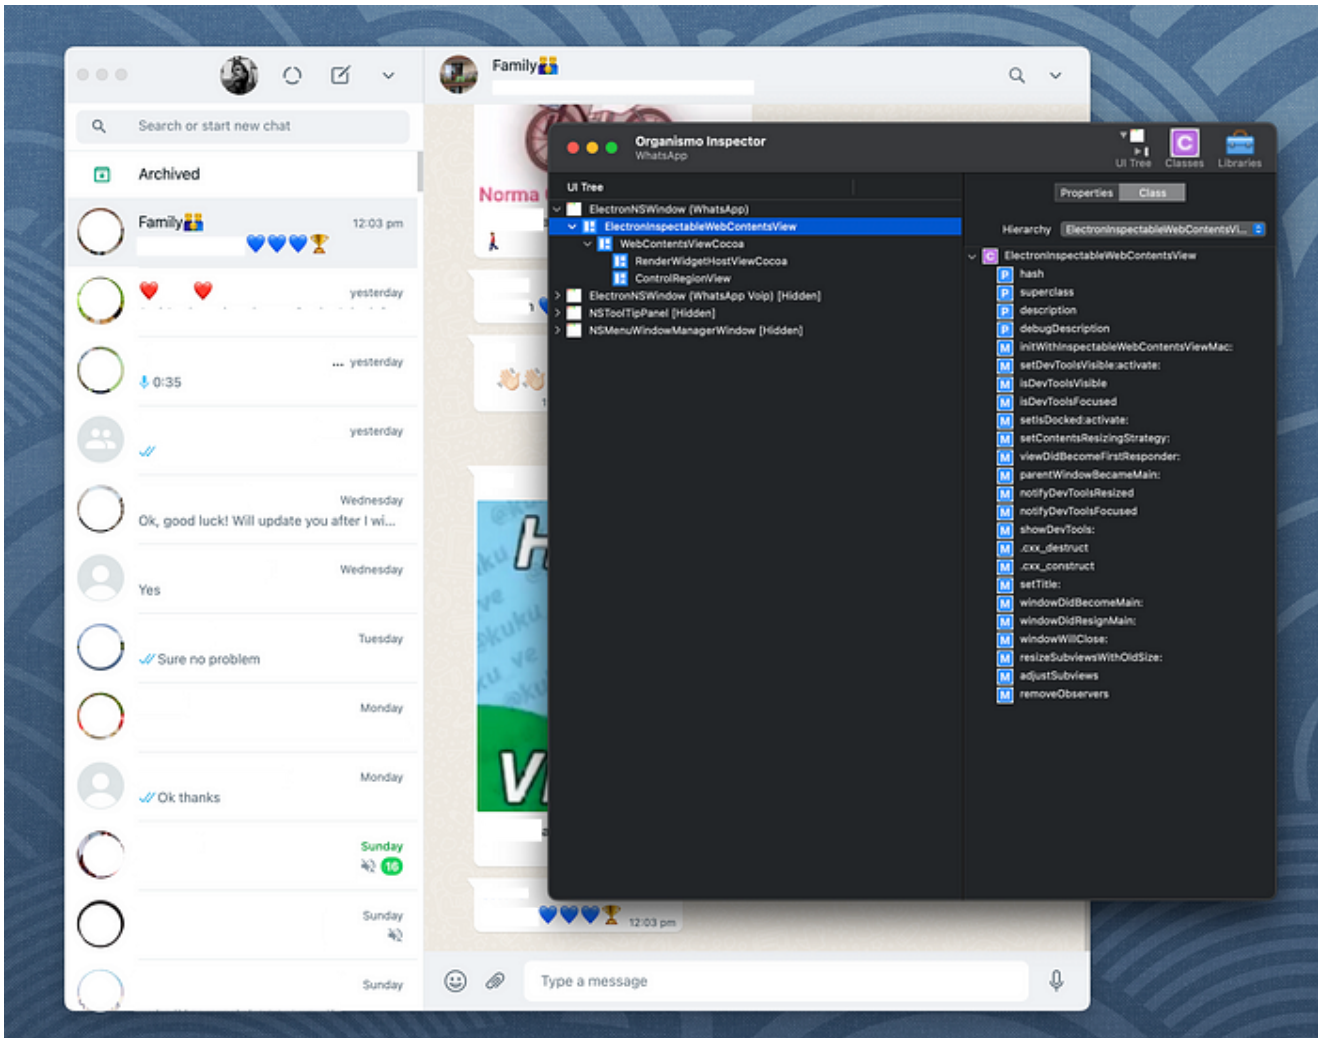 Family
Search or start new chat
Archived
Family
12:03 pm
yesterday
... yesterday
0:35
yesterday
Wednesday
Ok, good luck! Will update you after I wi...
Wednesday
Yes
Tuesday
Sure no problem
Monday
Monday
Ok thanks
Sunday
16
Sunday
Sunday
Norma
@kuku
ve
12:03 pm
Type a message
Organismo Inspector
WhatsApp
UI Tree
Classes
Libraries
UI Tree
ElectronNSWindow (WhatsApp)
ElectronInspectableWebContentsView
WebContentsViewCocoa
RenderWidgetHostViewCocoa
ControlRegionView
ElectronNSWindow (WhatsApp Voip) [Hidden]
NSToolTipPanel [Hidden]
NSMenuWindowManagerWindow [Hidden]
Properties
Class
Hierarchy
ElectronInspectableWebContentsVi...
C ElectronInspectableWebContentsView
P hash
P superclass
P description
P debugDescription
M initWithInspectableWebContentsViewMac:
M setDevToolsVisible:activate:
M isDevToolsVisible
M isDevToolsFocused
M setIsDocked:activate:
M setContentsResizingStrategy:
M viewDidBecomeFirstResponder:
M parentWindowBecameMain:
M notifyDevToolsResized
M notifyDevToolsFocused
M showDevTools:
M .cxx_destruct
M .cxx_construct
M setTitle:
M windowDidBecomeMain:
M windowDidResignMain:
M windowWillClose:
M resizeSubviewsWithOldSize:
M adjustSubviews
M removeObservers